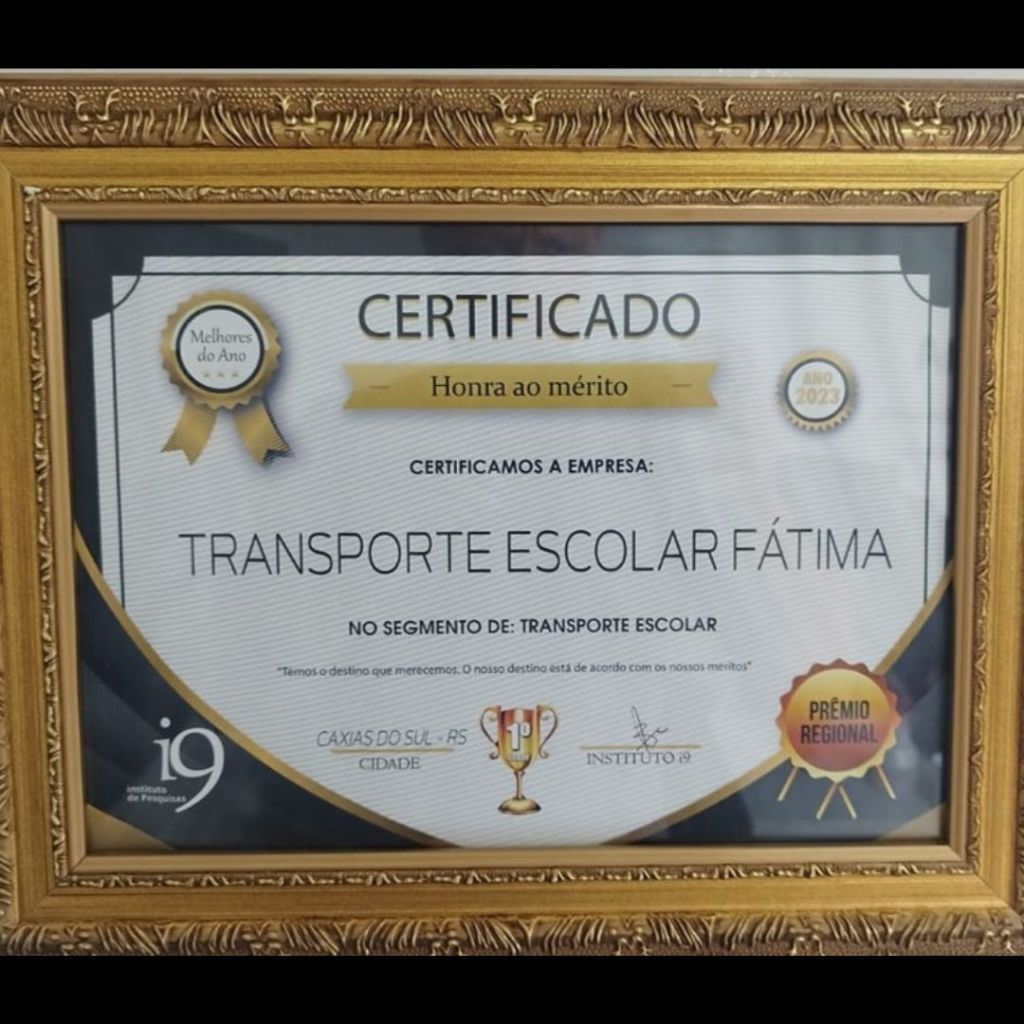 CERTIFICADO
Melhores
do Ano
Honra ao mérito
ANO
2023
CERTIFICAMOS A EMPRESA:
TRANSPORTE ESCOLAR FÁTIMA
NO SEGMENTO DE: TRANSPORTE ESCOLAR
"Temos o destino que merecemos. O nosso destino está de acordo com os nossos méritos"
CAXIAS DO SUL - RS
CIDADE
1º
INSTITUTO i9
PRÊMIO
REGIONAL
i9
Instituto
de Pesquisas